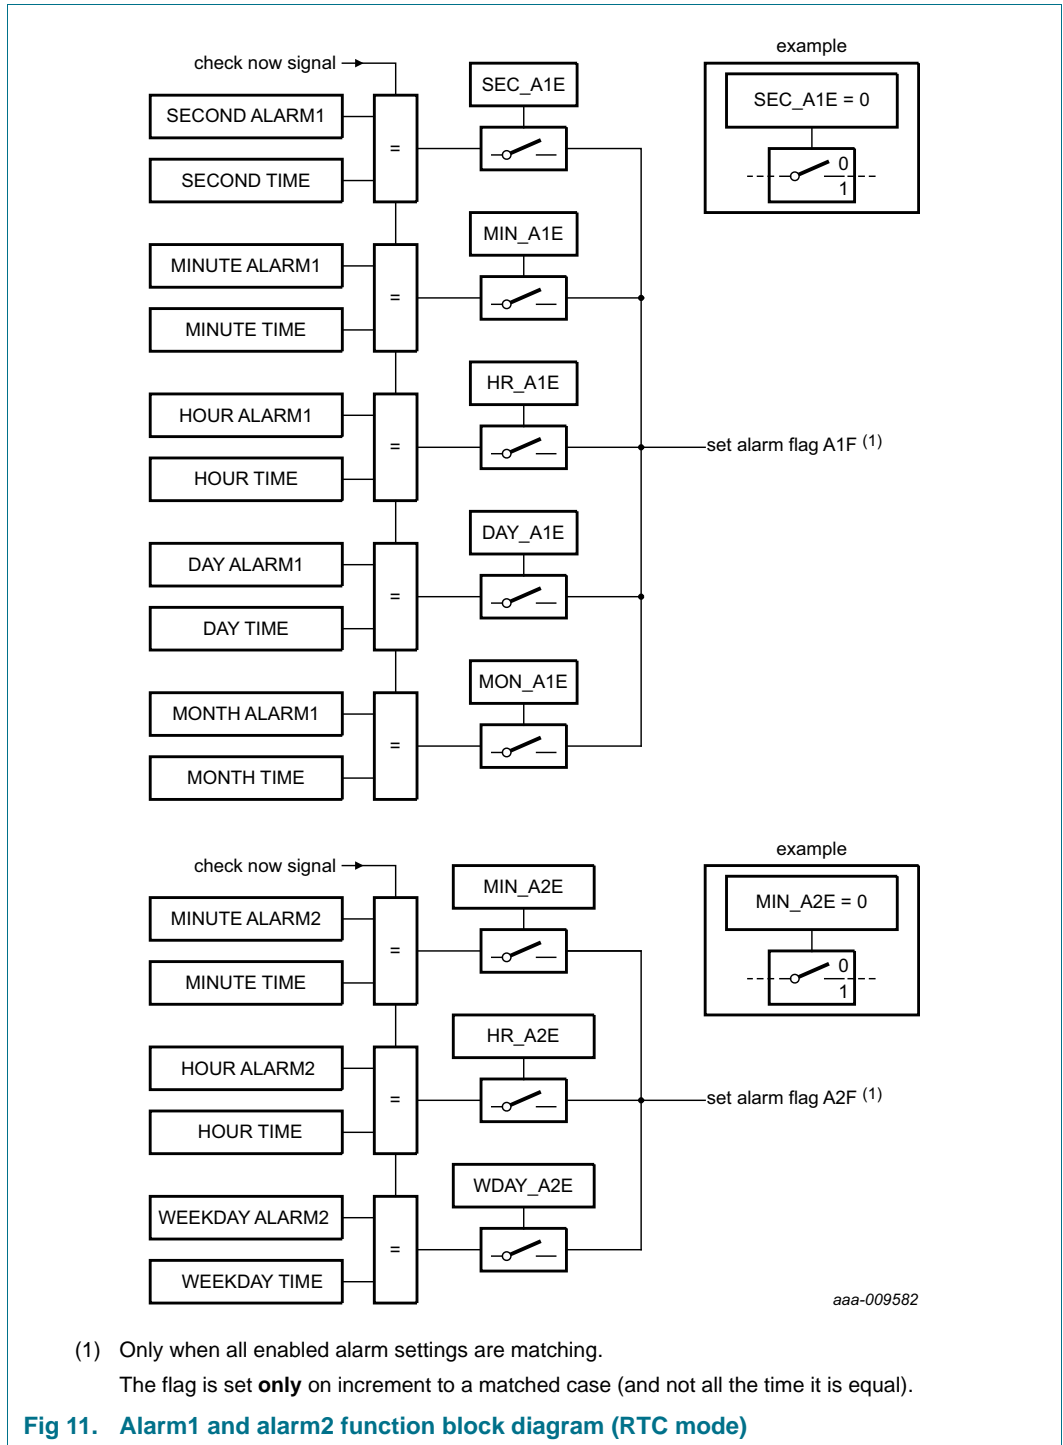 check now signal
SECOND ALARM1
SECOND TIME
=
SEC_A1E
example
SEC_A1E = 0
0
1
MINUTE ALARM1
MINUTE TIME
=
MIN_A1E
HOUR ALARM1
HOUR TIME
=
HR_A1E
set alarm flag A1F (1)
DAY ALARM1
DAY TIME
=
DAY_A1E
MONTH ALARM1
MONTH TIME
=
MON_A1E
check now signal
MINUTE ALARM2
MINUTE TIME
=
MIN_A2E
example
MIN_A2E = 0
0
1
HOUR ALARM2
HOUR TIME
=
HR_A2E
set alarm flag A2F (1)
WEEKDAY ALARM2
WEEKDAY TIME
=
WDAY_A2E
aaa-009582
(1) Only when all enabled alarm settings are matching.
The flag is set only on increment to a matched case (and not all the time it is equal).
Fig 11. Alarm1 and alarm2 function block diagram (RTC mode)